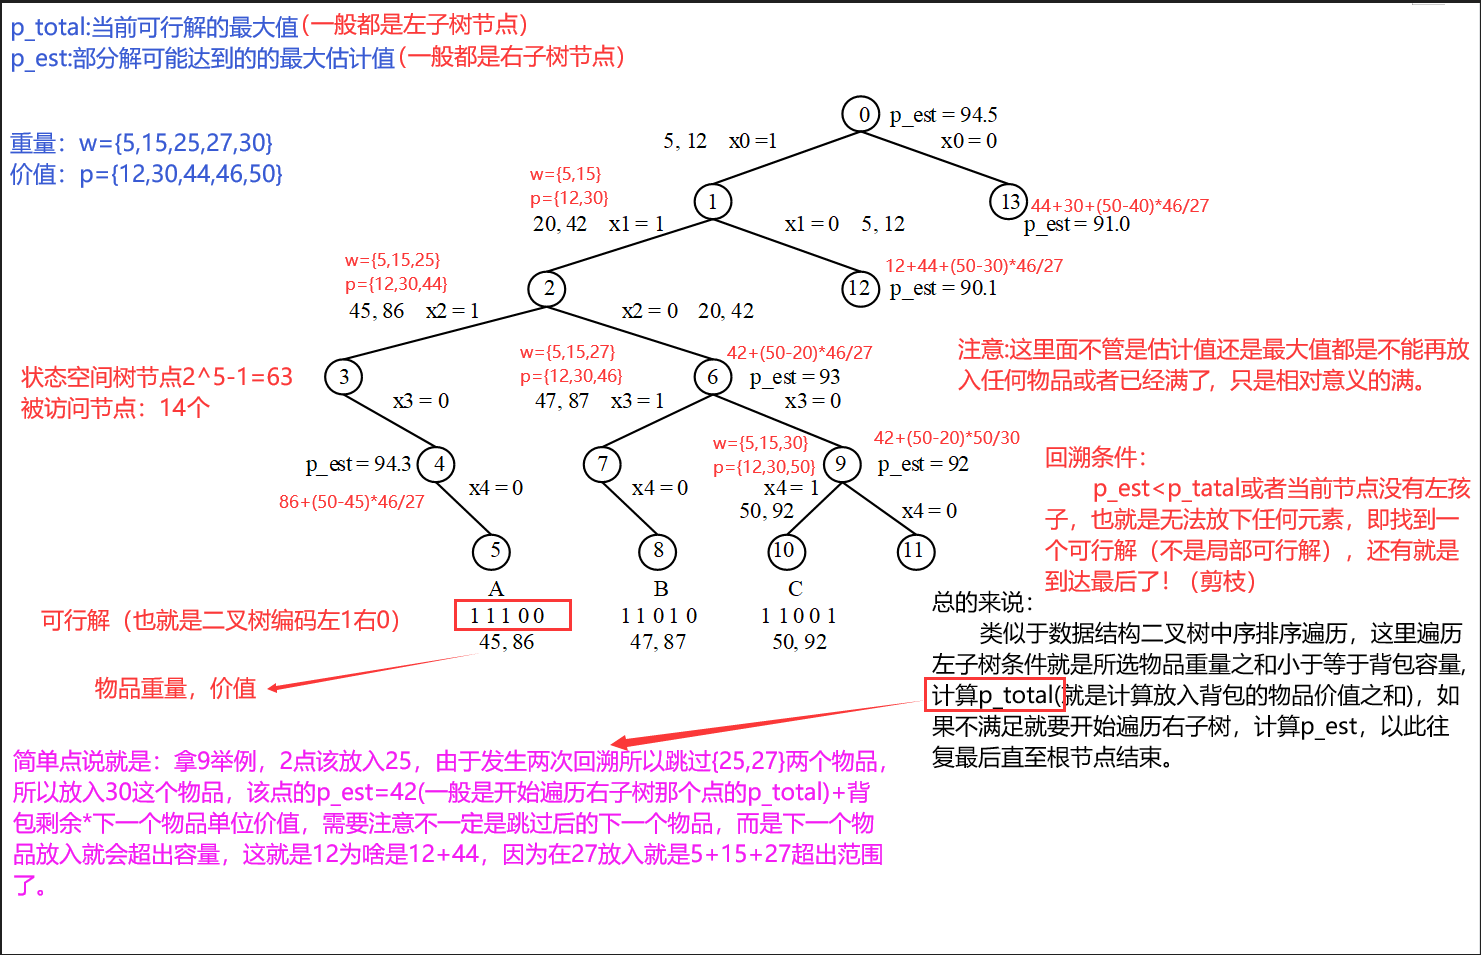 p_total:当前可行解的最大值(一般都是左子树节点)
p_est:部分解可能达到的的最大估计值(一般都是右子树节点)
重量：w={5,15,25,27,30}
价值：p={12,30,44,46,50}
0
p_est = 94.5
5, 12 x0 =1
x0 = 0
w={5,15}
p={12,30}
1
13
44+30+(50-40)*46/27
p_est = 91.0
20, 42 x1 = 1
x1 = 0 5, 12
w={5,15,25}
p={12,30,44}
2
12
12+44+(50-30)*46/27
p_est = 90.1
45, 86 x2 = 1
x2 = 0 20, 42
w={5,15,27}
p={12,30,46}
3
6
42+(50-20)*46/27
p_est = 93
注意:这里面不管是估计值还是最大值都是不能再放
入任何物品或者已经满了，只是相对意义的满。
状态空间树节点2^5-1=63
被访问节点：14个
x3 = 0
47, 87 x3 = 1
x3 = 0
w={5,15,30}
p={12,30,50}
42+(50-20)*50/30
p_est = 94.3
4
7
9
p_est = 92
86+(50-45)*46/27
x4 = 0
x4 = 0
x4 = 1
50, 92
x4 = 0
回溯条件：
p_est<p_tatal或者当前节点没有左孩
子，也就是无法放下任何元素，即找到一
个可行解（不是局部可行解），还有就是
到达最后了！（剪枝）
5
8
10
11
A
B
C
可行解（也就是二叉树编码左1右0）
1 1 1 0 0
1 1 0 1 0
1 1 0 0 1
45, 86
47, 87
50, 92
物品重量，价值
总的来说：
类似于数据结构二叉树中序排序遍历，这里遍历
左子树条件就是所选物品重量之和小于等于背包容量,
计算p_total(就是计算放入背包的物品价值之和)，如
果不满足就要开始遍历右子树，计算p_est，以此往
复最后直至根节点结束。
简单点说就是：拿9举例，2点该放入25，由于发生两次回溯所以跳过{25,27}两个物品，
所以放入30这个物品，该点的p_est=42(一般是开始遍历右子树那个点的p_total)+背
包剩余*下一个物品单位价值，需要注意不一定是跳过后的下一个物品，而是下一个物
品放入就会超出容量，这就是12为啥是12+44，因为在27放入就是5+15+27超出范围
了。